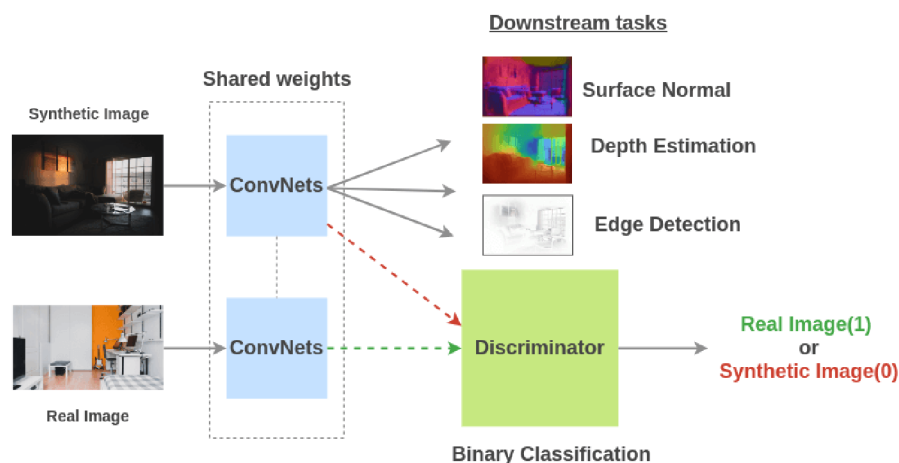 Downstream tasks
Shared weights
Synthetic Image
Surface Normal
Depth Estimation
ConvNets
Edge Detection
ConvNets
Discriminator
Real Image(1)
or
Synthetic Image(0)
Real Image
Binary Classification